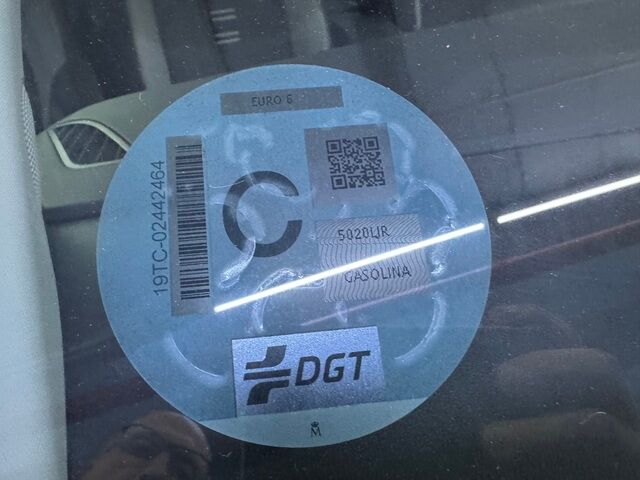 EURO 6
19TC-02442464
C
5020LJR
GASOLINA
DGT
M